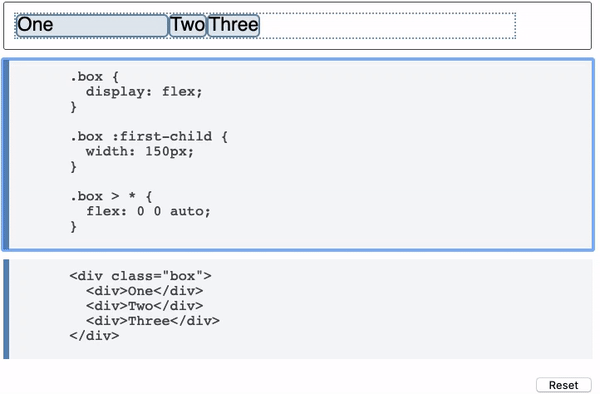 One Two Three
.box {
  display: flex;
}
.box :first-child {
  width: 150px;
}
.box > * {
  flex: 0 0 auto;
}
<div class="box">
  <div>One</div>
  <div>Two</div>
  <div>Three</div>
</div>
Reset